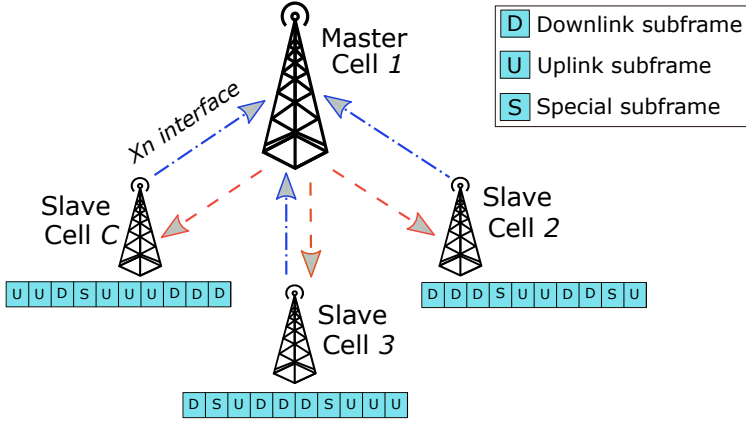 Master
Cell 1
D Downlink subframe
U Uplink subframe
S Special subframe
Xn interface
Slave
Cell C
Slave
Cell 2
U U D S U U U D D D
D D D S U U D D S U
Slave
Cell 3
D S U D D D S U U U